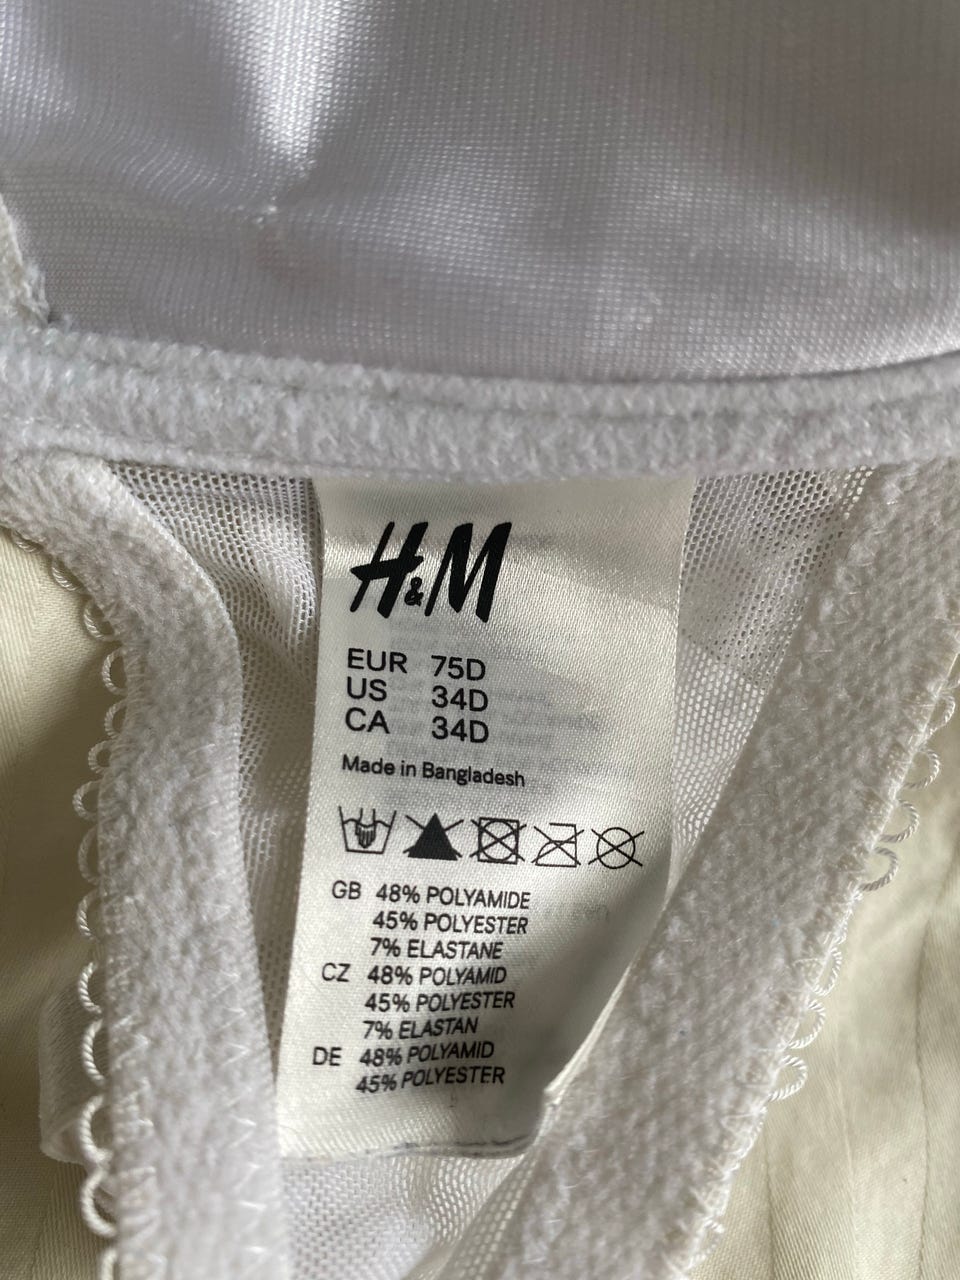 H&M
EUR 75D
US 34D
CA 34D
Made in Bangladesh
GB 48% POLYAMIDE
45% POLYESTER
7% ELASTANE
CZ 48% POLYAMID
45% POLYESTER
7% ELASTAN
DE 48% POLYAMID
45% POLYESTER